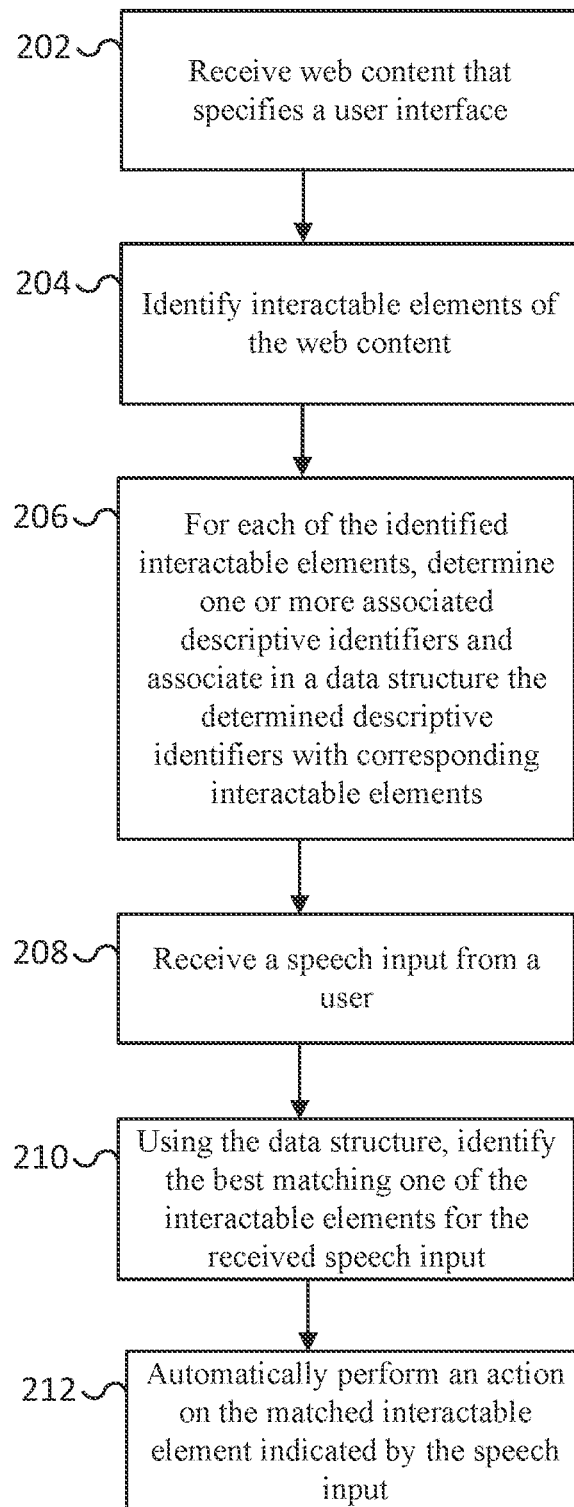 202
Receive web content that
specifies a user interface
204
Identify interactable elements of
the web content
206
For each of the identified
interactable elements, determine
one or more associated
descriptive identifiers and
associate in a data structure the
determined descriptive
identifiers with corresponding
interactable elements
208
Receive a speech input from a
user
210
Using the data structure, identify
the best matching one of the
interactable elements for the
received speech input
212
Automatically perform an action
on the matched interactable
element indicated by the speech
input